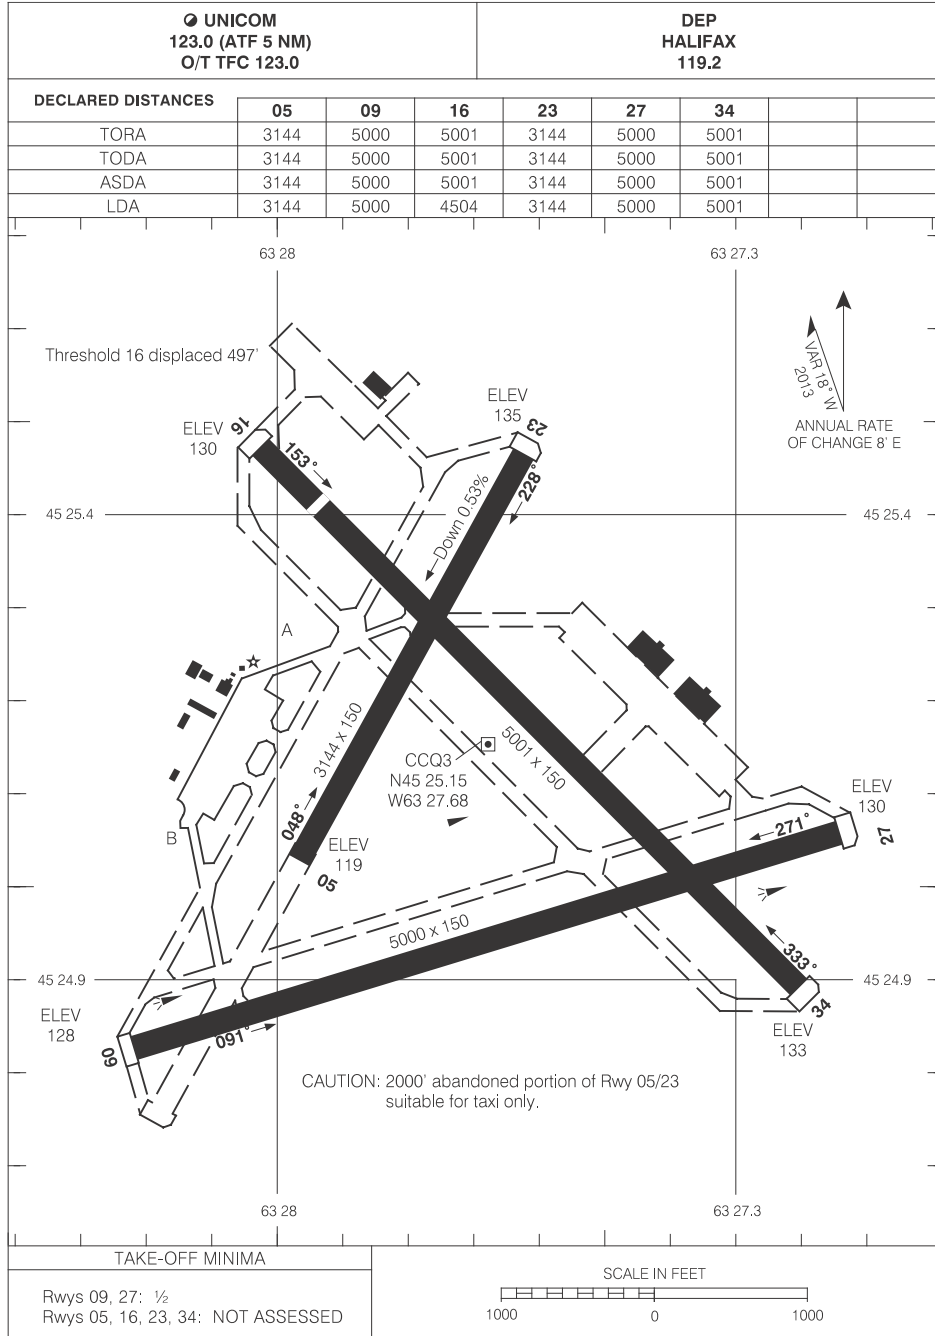 UNICOM
123.0 (ATF 5 NM)
O/T TFC 123.0
DEP
HALIFAX
119.2
DECLARED DISTANCES 05 09 16 23 27 34
TORA 3144 5000 5001 3144 5000 5001
TODA 3144 5000 5001 3144 5000 5001
ASDA 3144 5000 5001 3144 5000 5001
LDA 3144 5000 4504 3144 5000 5001
63 28
63 27.3
Threshold 16 displaced 497'
VAR 18° W
2013
ANNUAL RATE
OF CHANGE 8' E
ELEV
135
23
ELEV
130
16
153°
228°
Down 0.53%
45 25.4
45 25.4
A
3144 x 150
5001 x 150
CCQ3
N45 25.15
W63 27.68
ELEV
130
27
271°
048°
ELEV
119
05
B
5000 x 150
333°
34
45 24.9
45 24.9
ELEV
128
09
091°
ELEV
133
CAUTION: 2000' abandoned portion of Rwy 05/23
suitable for taxi only.
63 28
63 27.3
TAKE-OFF MINIMA
Rwys 09, 27: ½
Rwys 05, 16, 23, 34: NOT ASSESSED
SCALE IN FEET
1000 0 1000